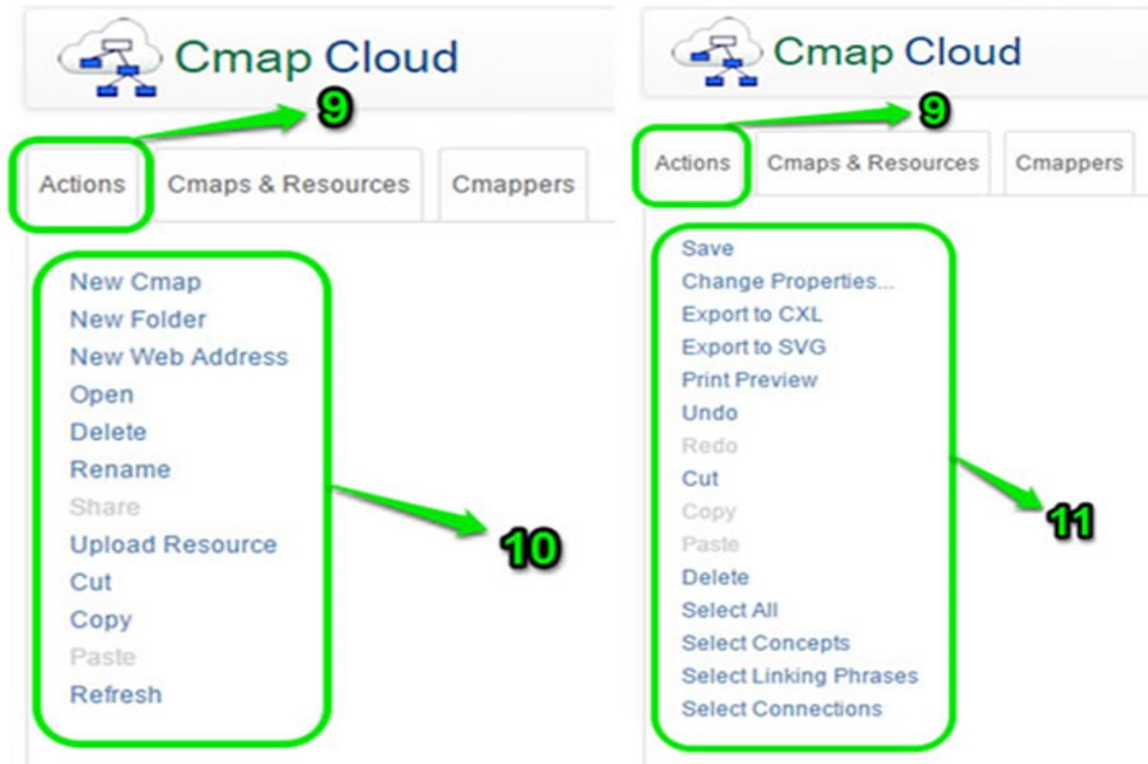 Cmap Cloud
9
Actions Cmaps & Resources Cmappers
New Cmap
New Folder
New Web Address
Open
Delete
Rename
Share
Upload Resource
Cut
Copy
Paste
Refresh
10
Cmap Cloud
9
Actions Cmaps & Resources Cmappers
Save
Change Properties...
Export to CXL
Export to SVG
Print Preview
Undo
Redo
Cut
Copy
Paste
Delete
Select All
Select Concepts
Select Linking Phrases
Select Connections
11